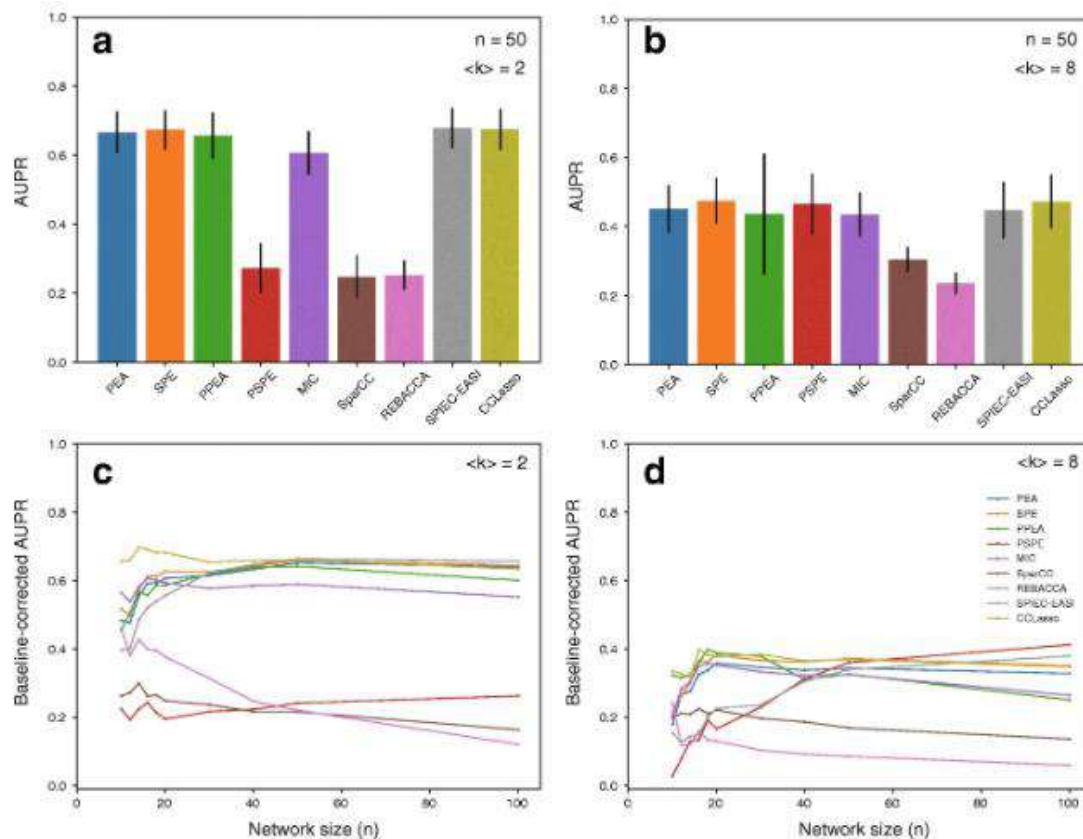 a
n = 50
<k> = 2
AUPR
1.0
0.8
0.6
0.4
0.2
0.0
PEA
SPE
PPEA
PSPE
MIC
SparCC
REBACCA
SPIEC-EASI
CCLasso
b
n = 50
<k> = 8
AUPR
1.0
0.8
0.6
0.4
0.2
0.0
PEA
SPE
PPEA
PSPE
MIC
SparCC
REBACCA
SPIEC-EASI
CCLasso
c
<k> = 2
Baseline-corrected AUPR
1.0
0.8
0.6
0.4
0.2
0.0
0
20
40
60
80
100
Network size (n)
d
<k> = 8
Baseline-corrected AUPR
1.0
0.8
0.6
0.4
0.2
0.0
PEA
SPE
PPEA
PSPE
MIC
SparCC
REBACCA
SPIEC-EASI
CCLasso
0
20
40
60
80
100
Network size (n)